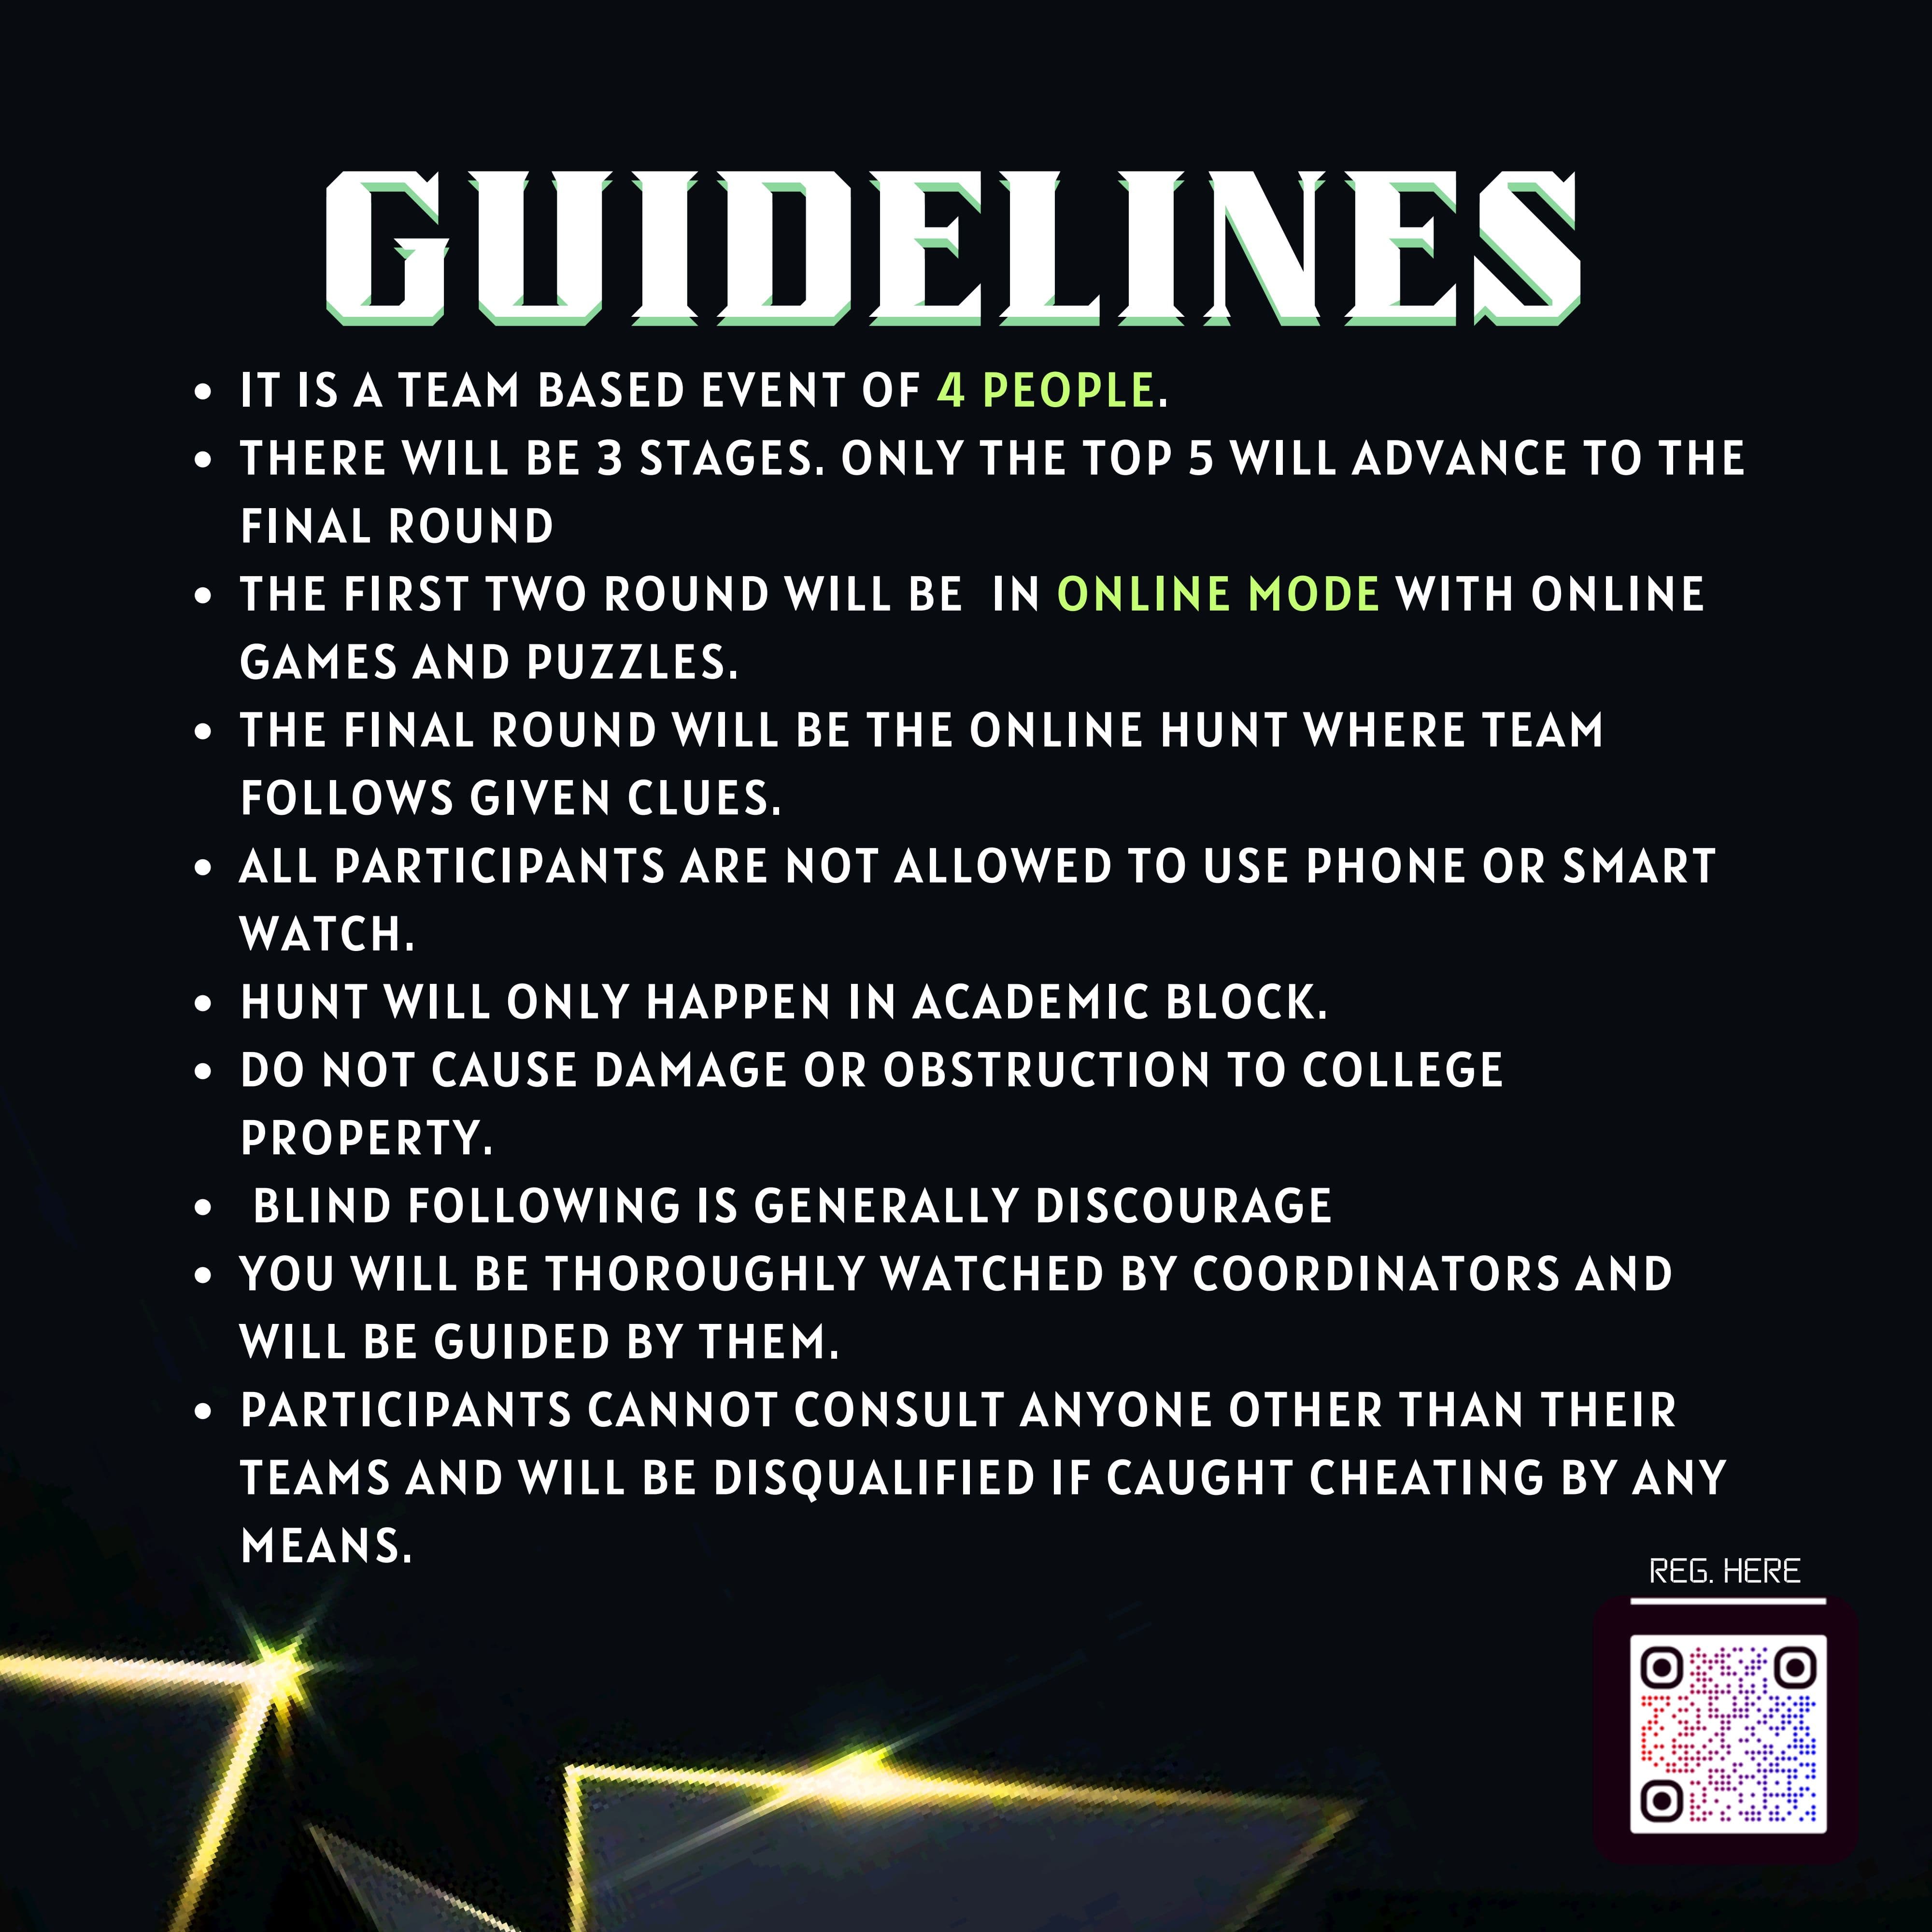 GUIDELINES
• IT IS A TEAM BASED EVENT OF 4 PEOPLE.
• THERE WILL BE 3 STAGES. ONLY THE TOP 5 WILL ADVANCE TO THE
FINAL ROUND
• THE FIRST TWO ROUND WILL BE  IN ONLINE MODE WITH ONLINE
GAMES AND PUZZLES.
• THE FINAL ROUND WILL BE THE ONLINE HUNT WHERE TEAM
FOLLOWS GIVEN CLUES.
• ALL PARTICIPANTS ARE NOT ALLOWED TO USE PHONE OR SMART
WATCH.
• HUNT WILL ONLY HAPPEN IN ACADEMIC BLOCK.
• DO NOT CAUSE DAMAGE OR OBSTRUCTION TO COLLEGE
PROPERTY.
•  BLIND FOLLOWING IS GENERALLY DISCOURAGE
• YOU WILL BE THOROUGHLY WATCHED BY COORDINATORS AND
WILL BE GUIDED BY THEM.
• PARTICIPANTS CANNOT CONSULT ANYONE OTHER THAN THEIR
TEAMS AND WILL BE DISQUALIFIED IF CAUGHT CHEATING BY ANY
MEANS.
REG. HERE